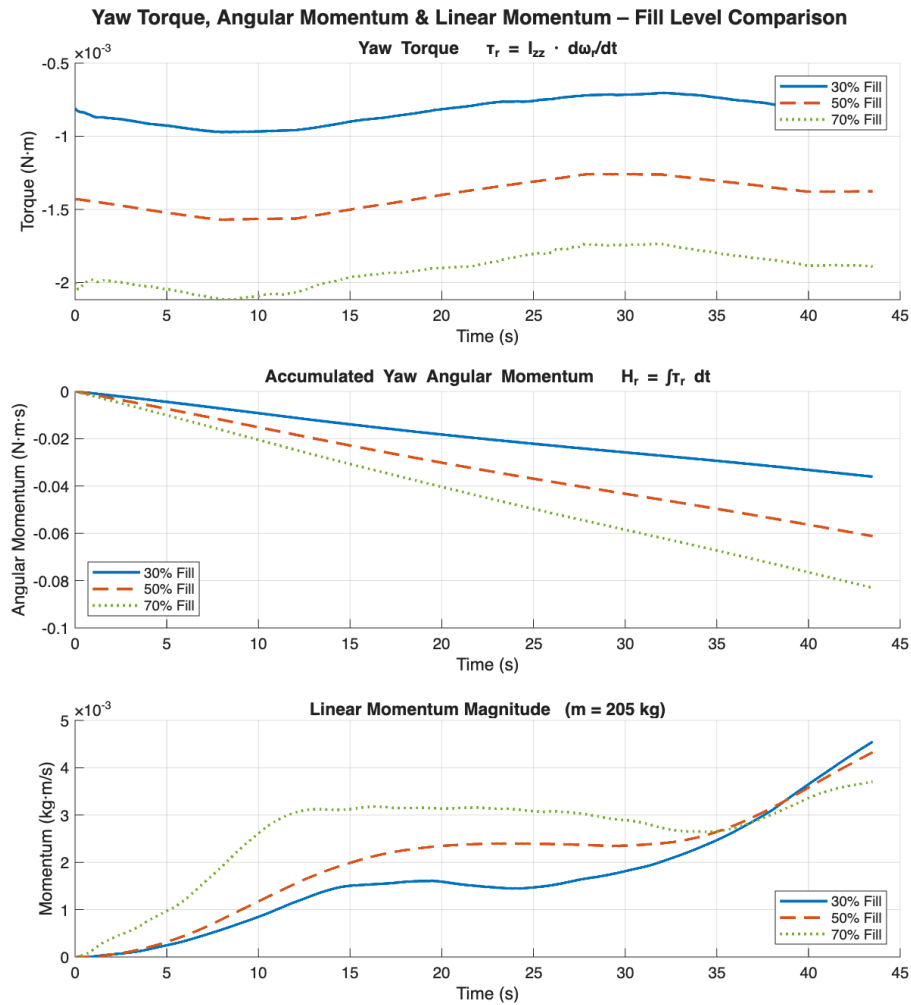 Yaw Torque, Angular Momentum & Linear Momentum – Fill Level Comparison
Yaw Torque τᵣ = I_zz · dωᵣ/dt
×10⁻³
-0.5
-1
-1.5
-2
Torque (N·m)
30% Fill
50% Fill
70% Fill
0 5 10 15 20 25 30 35 40 45
Time (s)
Accumulated Yaw Angular Momentum Hᵣ = ∫τᵣ dt
0
-0.02
-0.04
-0.06
-0.08
-0.1
Angular Momentum (N·m·s)
30% Fill
50% Fill
70% Fill
0 5 10 15 20 25 30 35 40 45
Time (s)
Linear Momentum Magnitude (m = 205 kg)
×10⁻³
5
4
3
2
1
0
Momentum (kg·m/s)
30% Fill
50% Fill
70% Fill
0 5 10 15 20 25 30 35 40 45
Time (s)